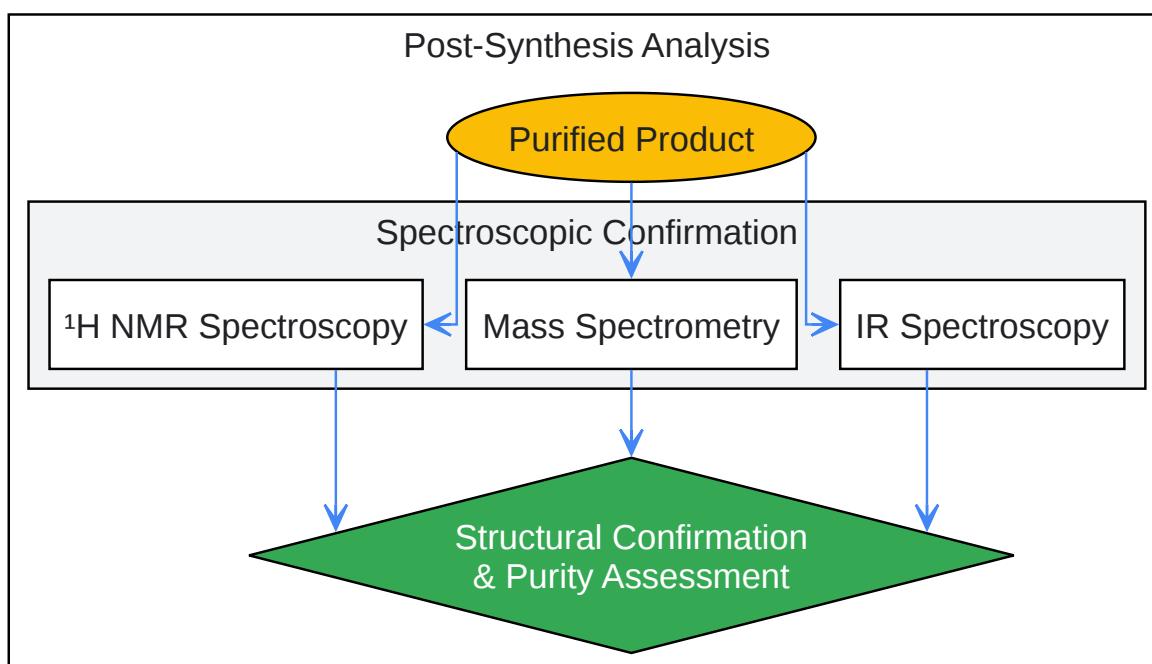 Post-Synthesis Analysis
Purified Product
Spectroscopic Confirmation
¹H NMR Spectroscopy
Mass Spectrometry
IR Spectroscopy
Structural Confirmation
& Purity Assessment